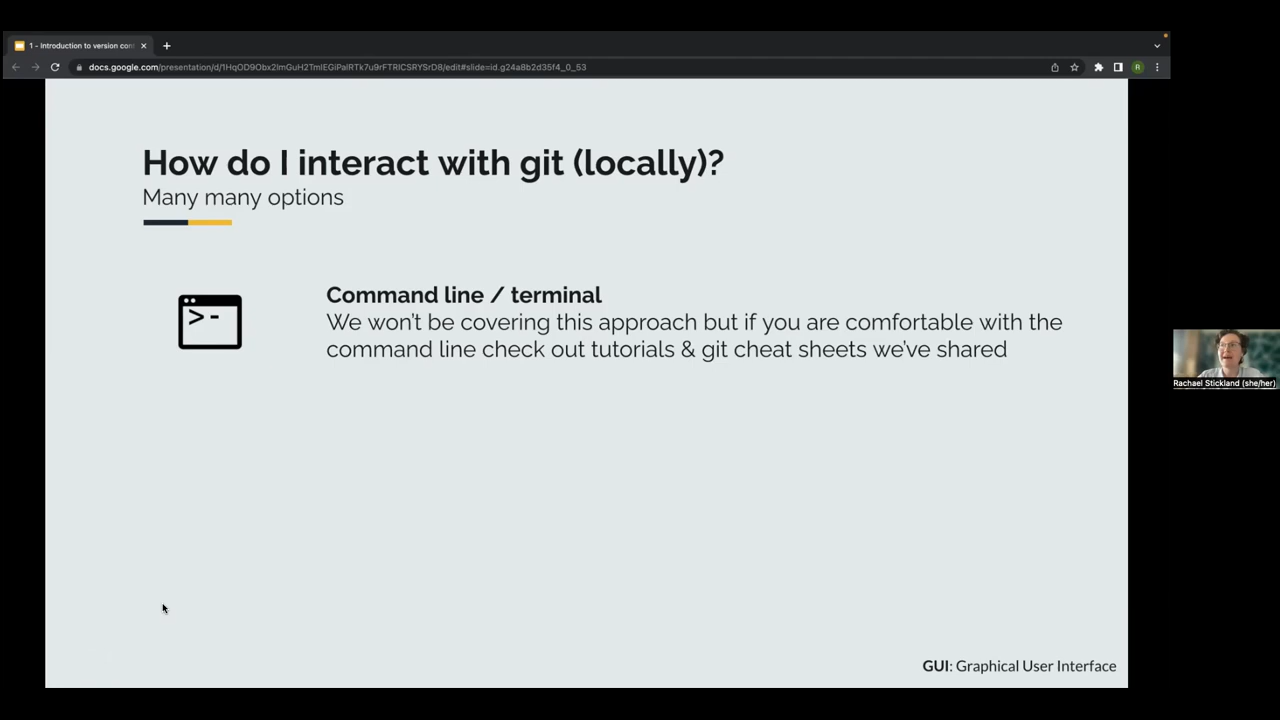 1 - Introduction to version con
docs.google.com/presentation/d/1HqOD9Obx2lmGuH2TmIEGiPalRTk7u9rFTRICSRYSrD8/edit#slide=id.g24a8b2d35f4_0_53
R
How do I interact with git (locally)?
Many many options
>-
Command line / terminal
We won't be covering this approach but if you are comfortable with the
command line check out tutorials & git cheat sheets we've shared
Rachael Stickland (she/her)
GUI: Graphical User Interface